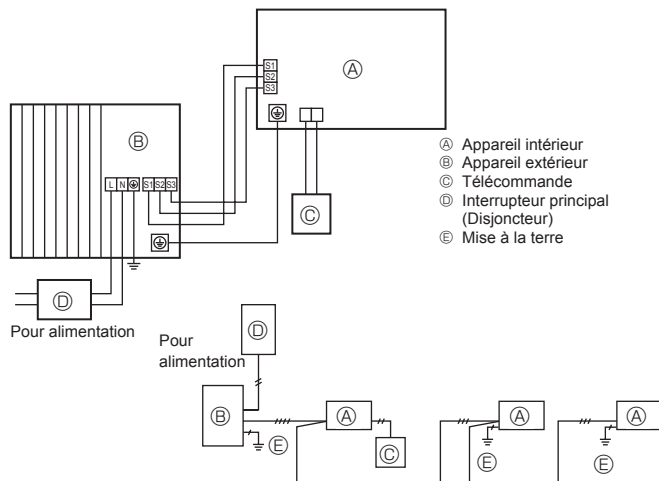 S1
S2
S3
Ⓐ
Ⓑ
L N S1 S2 S3
Ⓒ
Ⓓ
Pour alimentation
Ⓐ Appareil intérieur
Ⓑ Appareil extérieur
Ⓒ Télécommande
Ⓓ Interrupteur principal
(Disjoncteur)
Ⓔ Mise à la terre
Pour
alimentation
Ⓓ
Ⓑ
Ⓔ
Ⓐ
Ⓒ
Ⓐ
Ⓔ
Ⓐ
Ⓔ